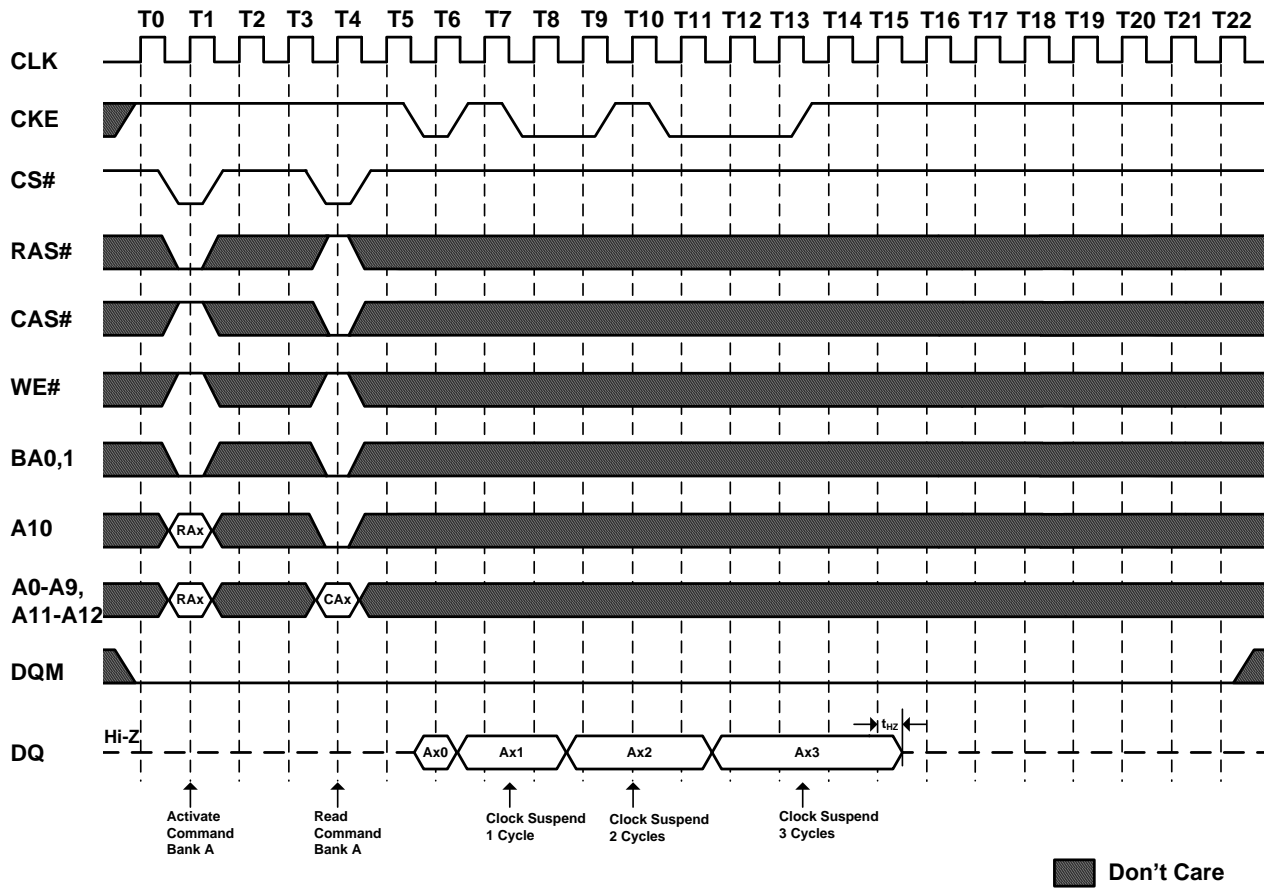 T0 T1 T2 T3 T4 T5 T6 T7 T8 T9 T10 T11 T12 T13 T14 T15 T16 T17 T18 T19 T20 T21 T22
CLK
CKE
CS#
RAS#
CAS#
WE#
BA0,1
A10
RAx
A0-A9,
A11-A12
RAx CAx
DQM
Hi-Z
tHZ
DQ
Ax0 Ax1 Ax2 Ax3
Activate
Command
Bank A
Read
Command
Bank A
Clock Suspend
1 Cycle
Clock Suspend
2 Cycles
Clock Suspend
3 Cycles
Don't Care